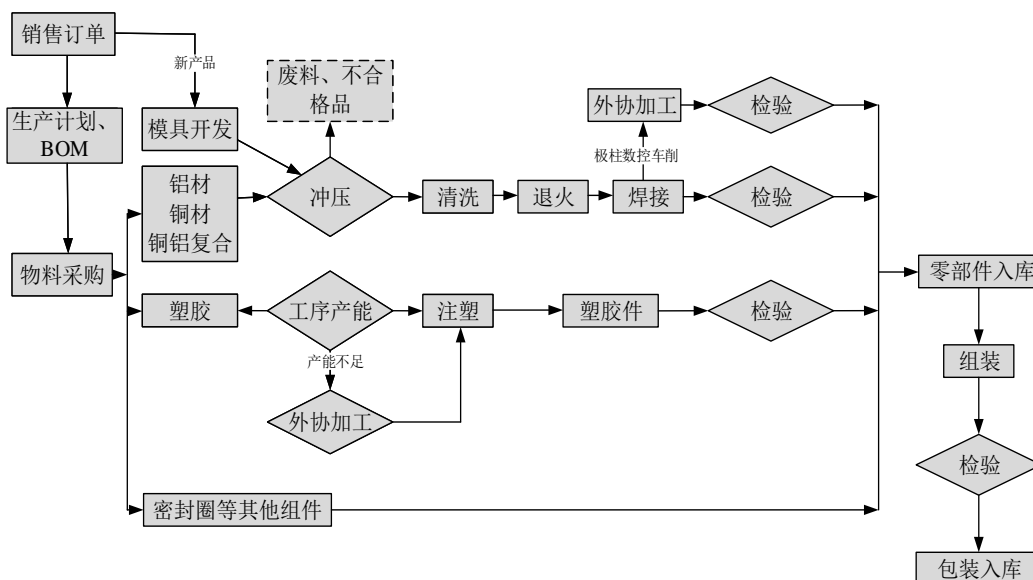 销售订单
新产品
废料、不合
格品
外协加工
检验
生产计划、
BOM
模具开发
极柱数控车削
铝材
铜材
铜铝复合
冲压
清洗
退火
焊接
检验
物料采购
零部件入库
塑胶
工序产能
注塑
塑胶件
检验
产能不足
组装
外协加工
检验
密封圈等其他组件
包装入库